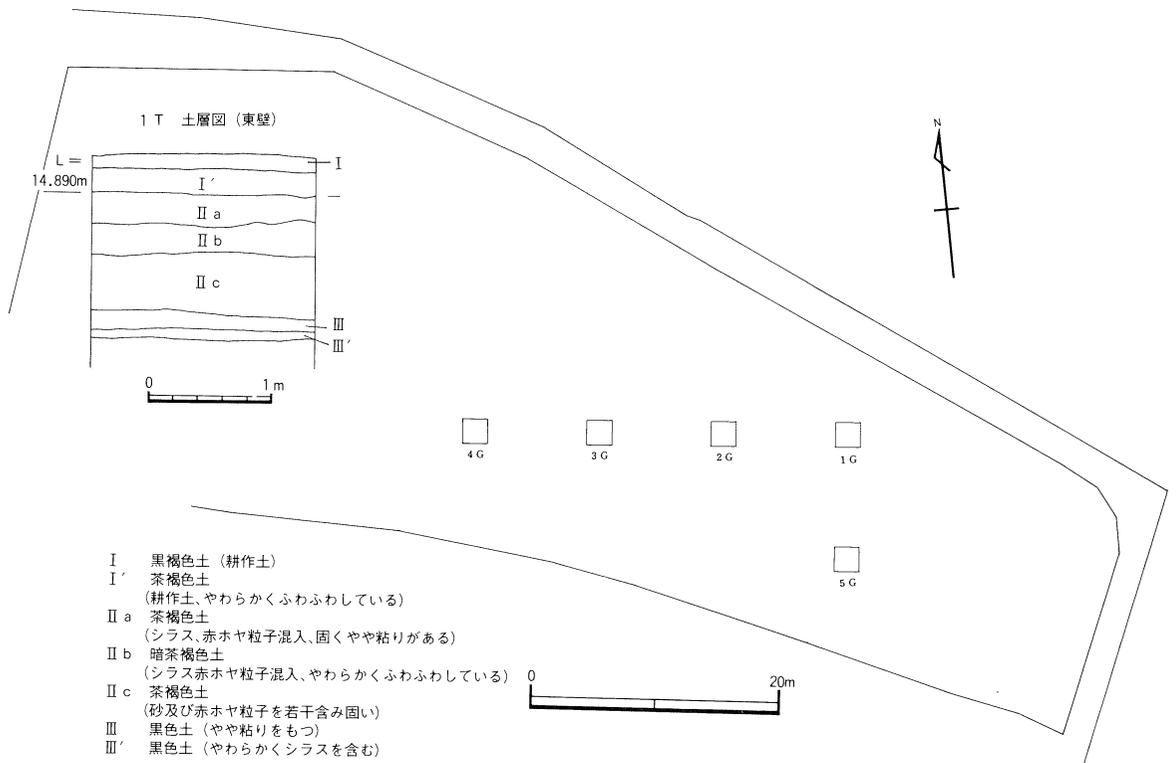 1T 土層図(東壁)
N
L=
14.890m
Ⅰ
Ⅰ´
Ⅱa
Ⅱb
Ⅱc
Ⅲ
Ⅲ´
0 1m
4G 3G 2G 1G
5G
Ⅰ 黒褐色土(耕作土)
Ⅰ´ 茶褐色土
(耕作土、やわらかくふわふわしている)
Ⅱa 茶褐色土
(シラス、赤ホヤ粒子混入、固くやや粘りがある)
Ⅱb 暗茶褐色土
(シラス赤ホヤ粒子混入、やわらかくふわふわしている)
Ⅱc 茶褐色土
(砂及び赤ホヤ粒子を若干含み固い)
Ⅲ 黒色土(やや粘りをもつ)
Ⅲ´ 黒色土(やわらかくシラスを含む)
0 20m